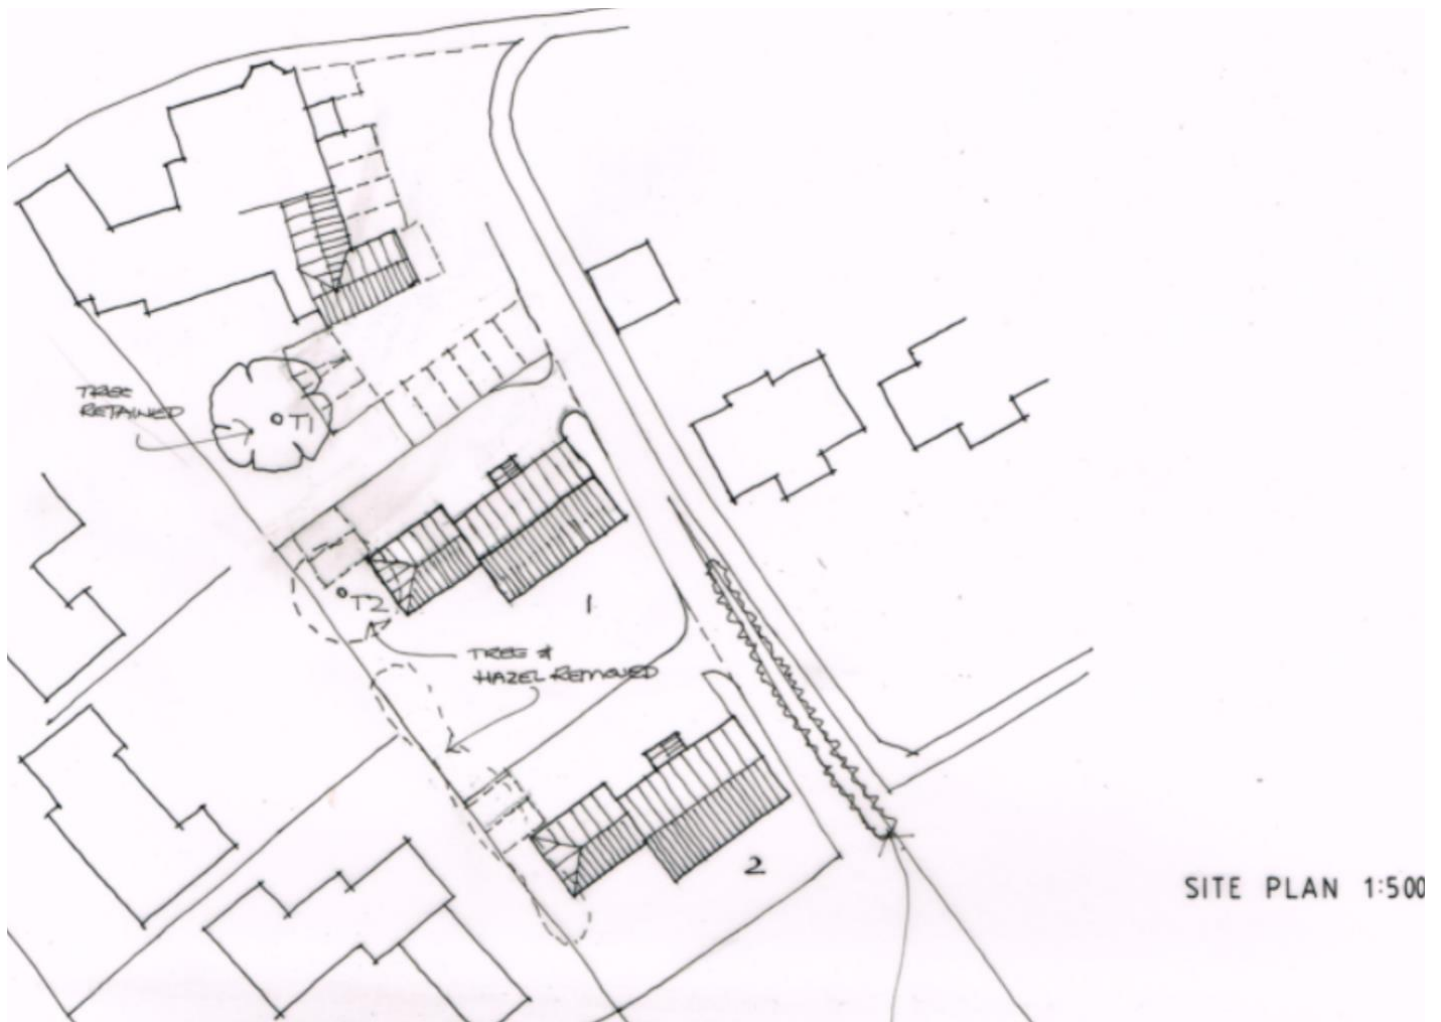 TREE
RETAINED
T1
T2
1
TREE &
HAZEL REMOVED
2
SITE PLAN 1:500